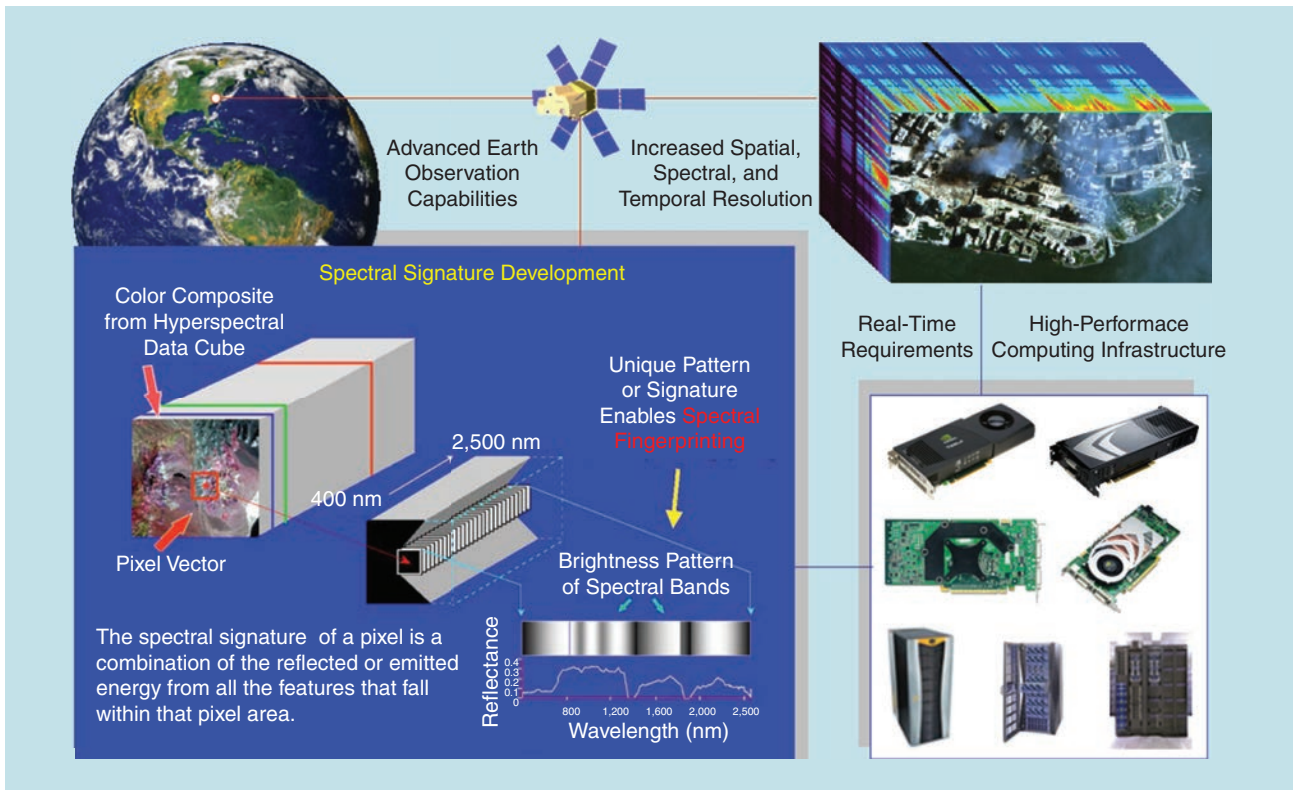 Advanced Earth
Observation
Capabilities
Increased Spatial,
Spectral, and
Temporal Resolution
Spectral Signature Development
Color Composite
from Hyperspectral
Data Cube
Pixel Vector
400 nm
2,500 nm
Unique Pattern
or Signature
Enables Spectral
Fingerprinting
Brightness Pattern
of Spectral Bands
Reflectance
0.4
0.3
0.2
0.1
0
800
1,200
1,600
2,000
2,500
Wavelength (nm)
The spectral signature of a pixel is a
combination of the reflected or emitted
energy from all the features that fall
within that pixel area.
Real-Time
Requirements
High-Performace
Computing Infrastructure